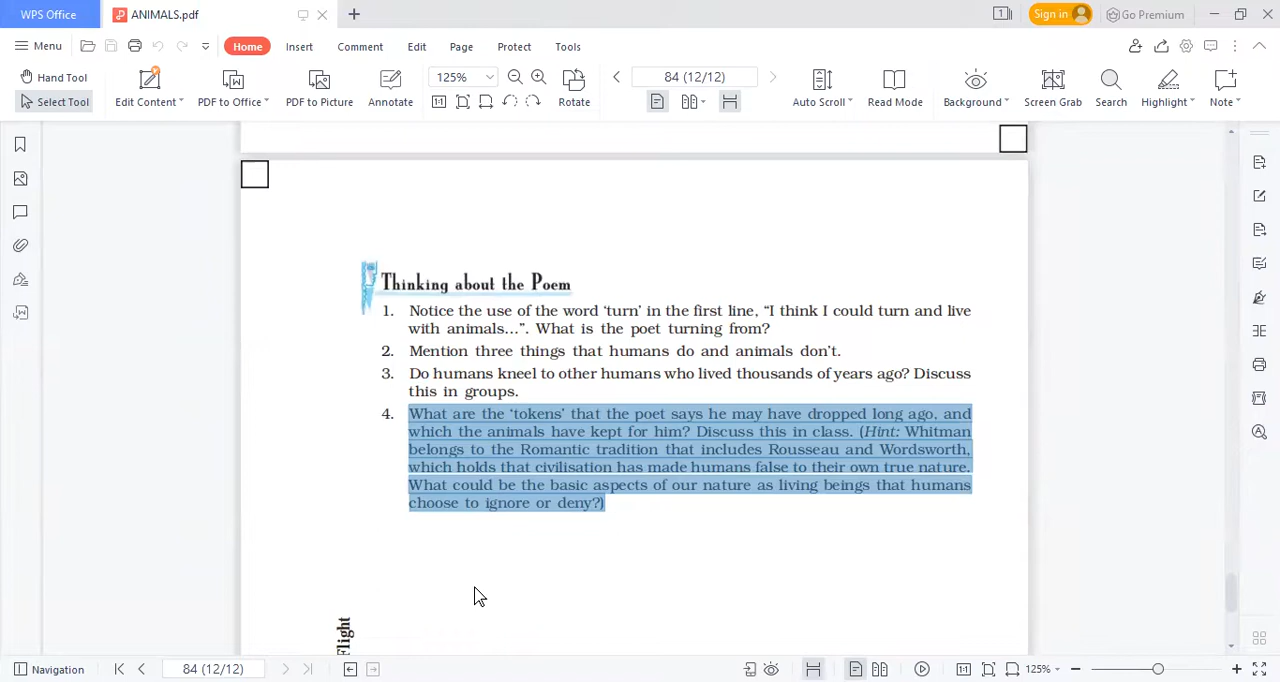 WPS Office
ANIMALS.pdf
Sign in
Go Premium
Menu
Home
Insert
Comment
Edit
Page
Protect
Tools
Hand Tool
Select Tool
Edit Content
PDF to Office
PDF to Picture
Annotate
125%
Rotate
84 (12/12)
Auto Scroll
Read Mode
Background
Screen Grab
Search
Highlight
Note
Thinking about the Poem
1. Notice the use of the word ‘turn’ in the first line, “I think I could turn and live
with animals…”. What is the poet turning from?
2. Mention three things that humans do and animals don’t.
3. Do humans kneel to other humans who lived thousands of years ago? Discuss
this in groups.
4. What are the ‘tokens’ that the poet says he may have dropped long ago, and
which the animals have kept for him? Discuss this in class. (Hint: Whitman
belongs to the Romantic tradition that includes Rousseau and Wordsworth,
which holds that civilisation has made humans false to their own true nature.
What could be the basic aspects of our nature as living beings that humans
choose to ignore or deny?)
Flight
Navigation
84 (12/12)
125%